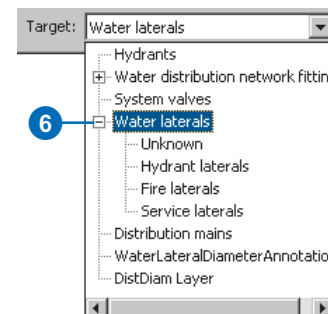 Target: Water laterals
Hydrants
Water distribution network fittin
System valves
6 Water laterals
Unknown
Hydrant laterals
Fire laterals
Service laterals
Distribution mains
WaterLateralDiameterAnnotatio
DistDiam Layer